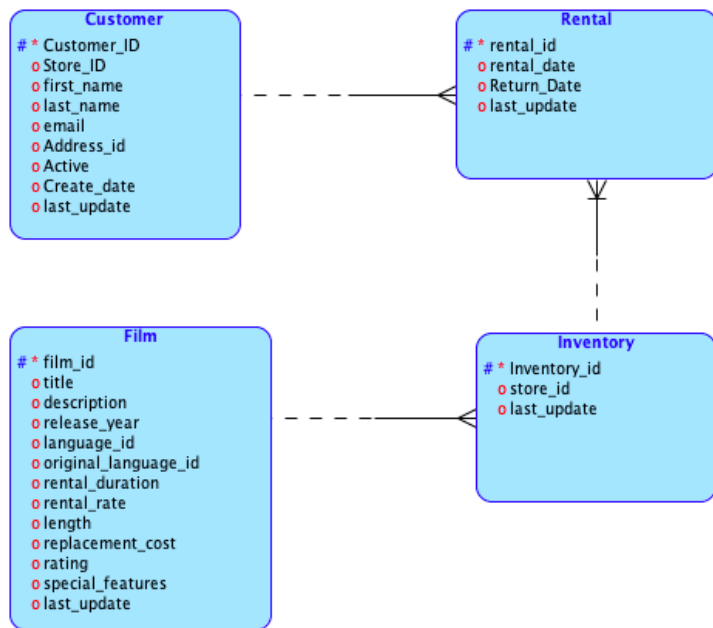 Customer
# * Customer_ID
o Store_ID
o first_name
o last_name
o email
o Address_id
o Active
o Create_date
o last_update
Rental
# * rental_id
o rental_date
o Return_Date
o last_update
Film
# * film_id
o title
o description
o release_year
o language_id
o original_language_id
o rental_duration
o rental_rate
o length
o replacement_cost
o rating
o special_features
o last_update
Inventory
# * Inventory_id
o store_id
o last_update